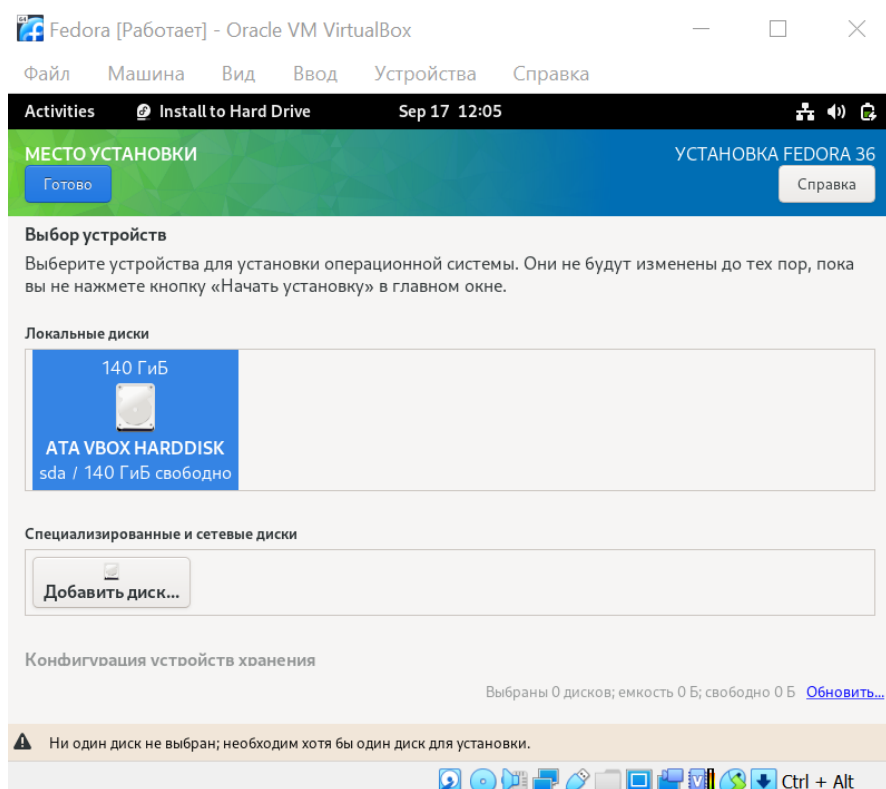 Fedora [Работает] - Oracle VM VirtualBox
Файл Машина Вид Ввод Устройства Справка
Activities Install to Hard Drive Sep 17 12:05
МЕСТО УСТАНОВКИ УСТАНОВКА FEDORA 36
Готово Справка
Выбор устройств
Выберите устройства для установки операционной системы. Они не будут изменены до тех пор, пока
вы не нажмете кнопку «Начать установку» в главном окне.
Локальные диски
140 ГиБ
ATA VBOX HARDDISK
sda / 140 ГиБ свободно
Специализированные и сетевые диски
Добавить диск...
Конфигурация устройств хранения
Выбраны 0 дисков; емкость 0 Б; свободно 0 Б Обновить...
Ни один диск не выбран; необходим хотя бы один диск для установки.
Ctrl + Alt